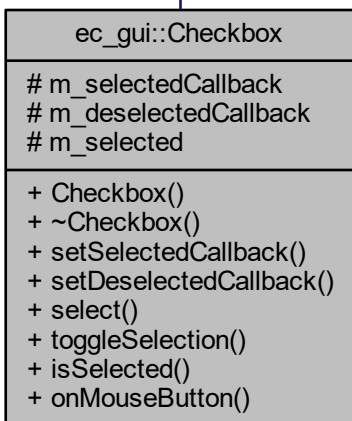 ec_gui::Checkbox
# m_selectedCallback
# m_deselectedCallback
# m_selected
+ Checkbox()
+ ~Checkbox()
+ setSelectedCallback()
+ setDeselectedCallback()
+ select()
+ toggleSelection()
+ isSelected()
+ onMouseButton()